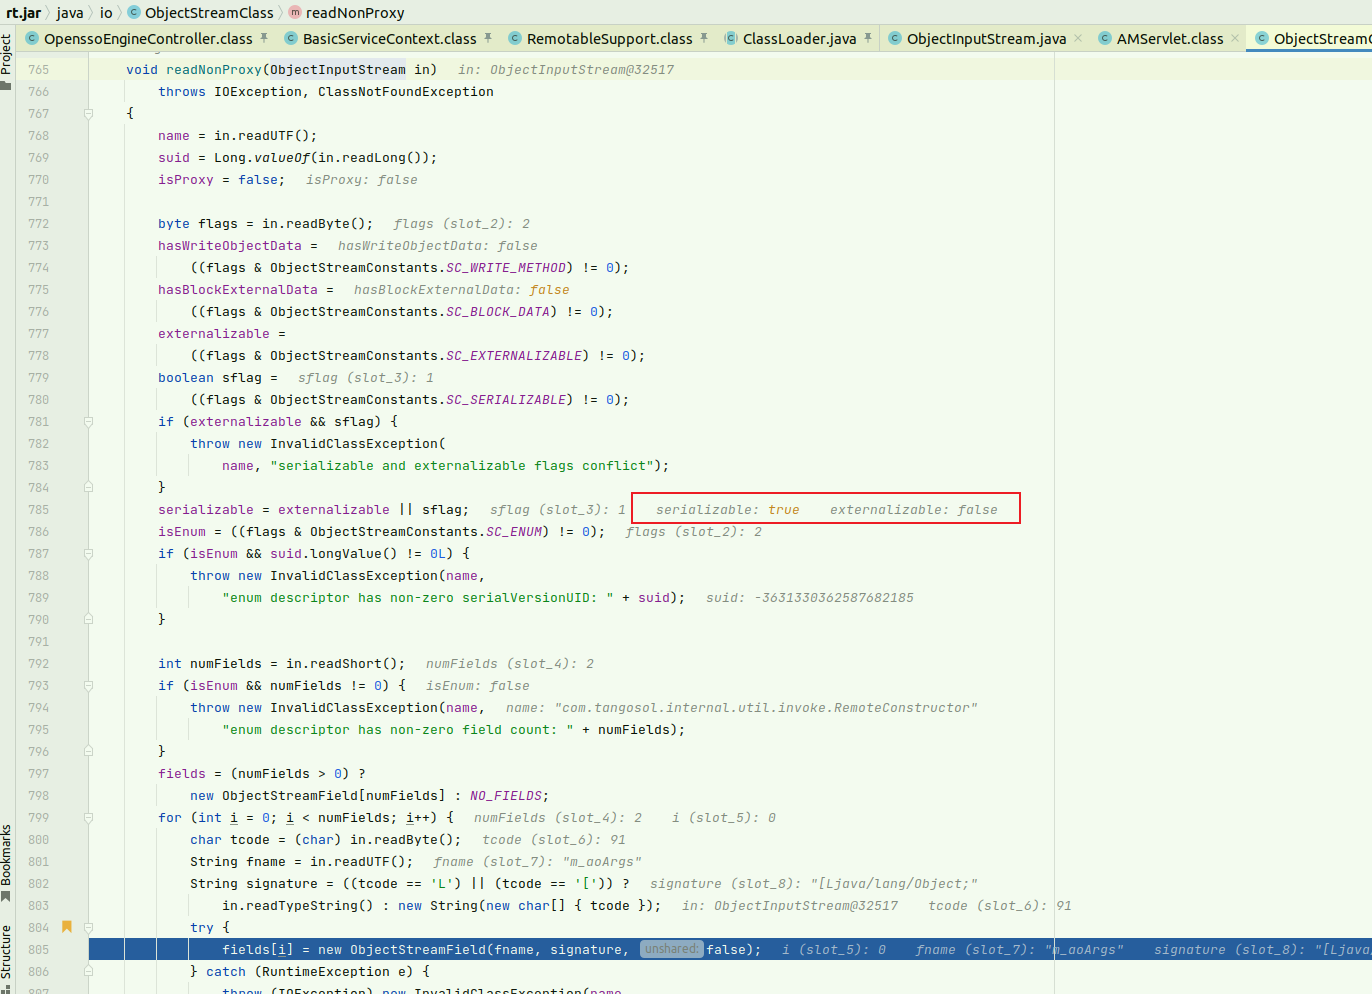 rt.jar java io ObjectStreamClass readNonProxy
OpenssoEngineController.class BasicServiceContext.class RemotableSupport.class ClassLoader.java ObjectInputStream.java AMServlet.class ObjectStreamC
Project
765 void readNonProxy(ObjectInputStream in) in: ObjectInputStream@32517
766 throws IOException, ClassNotFoundException
767 {
768 name = in.readUTF();
769 suid = Long.valueOf(in.readLong());
770 isProxy = false; isProxy: false
771
772 byte flags = in.readByte(); flags (slot_2): 2
773 hasWriteObjectData = hasWriteObjectData: false
774 ((flags & ObjectStreamConstants.SC_WRITE_METHOD) != 0);
775 hasBlockExternalData = hasBlockExternalData: false
776 ((flags & ObjectStreamConstants.SC_BLOCK_DATA) != 0);
777 externalizable =
778 ((flags & ObjectStreamConstants.SC_EXTERNALIZABLE) != 0);
779 boolean sflag = sflag (slot_3): 1
780 ((flags & ObjectStreamConstants.SC_SERIALIZABLE) != 0);
781 if (externalizable && sflag) {
782 throw new InvalidClassException(
783 name, "serializable and externalizable flags conflict");
784 }
785 serializable = externalizable || sflag; sflag (slot_3): 1 serializable: true externalizable: false
786 isEnum = ((flags & ObjectStreamConstants.SC_ENUM) != 0); flags (slot_2): 2
787 if (isEnum && suid.longValue() != 0L) {
788 throw new InvalidClassException(name,
789 "enum descriptor has non-zero serialVersionUID: " + suid); suid: -3631330362587682185
790 }
791
792 int numFields = in.readShort(); numFields (slot_4): 2
793 if (isEnum && numFields != 0) { isEnum: false
794 throw new InvalidClassException(name, name: "com.tangosol.internal.util.invoke.RemoteConstructor"
795 "enum descriptor has non-zero field count: " + numFields);
796 }
797 fields = (numFields > 0) ?
798 new ObjectStreamField[numFields] : NO_FIELDS;
799 for (int i = 0; i < numFields; i++) { numFields (slot_4): 2 i (slot_5): 0
800 char tcode = (char) in.readByte(); tcode (slot_6): 91
801 String fname = in.readUTF(); fname (slot_7): "m_aoArgs"
802 String signature = ((tcode == 'L') || (tcode == '[')) ? signature (slot_8): "[Ljava/lang/Object;"
803 in.readTypeString() : new String(new char[] { tcode }); in: ObjectInputStream@32517 tcode (slot_6): 91
804 try {
805 fields[i] = new ObjectStreamField(fname, signature, unshared: false); i (slot_5): 0 fname (slot_7): "m_aoArgs" signature (slot_8): "[Ljava/
806 } catch (RuntimeException e) {
807 throw (IOException) new InvalidClassException(name,
Bookmarks
Structure